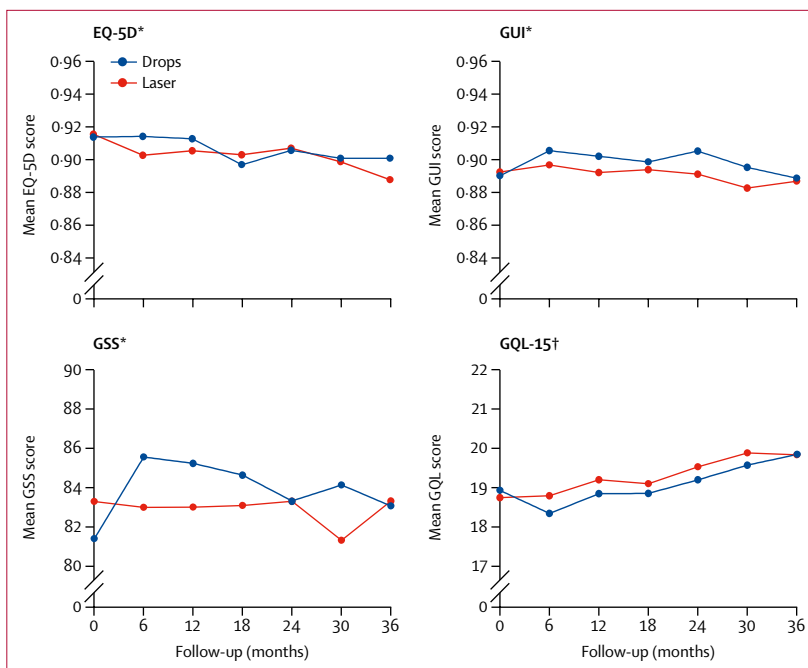 EQ-5D*
0·96
0·94
0·92
0·90
0·88
0·86
0·84
0
Mean EQ-5D score
Drops
Laser
GUI*
0·96
0·94
0·92
0·90
0·88
0·86
0·84
0
Mean GUI score
GSS*
90
88
86
84
82
80
0
Mean GSS score
0 6 12 18 24 30 36
Follow-up (months)
GQL-15†
22
21
20
19
18
17
0
Mean GQL score
0 6 12 18 24 30 36
Follow-up (months)